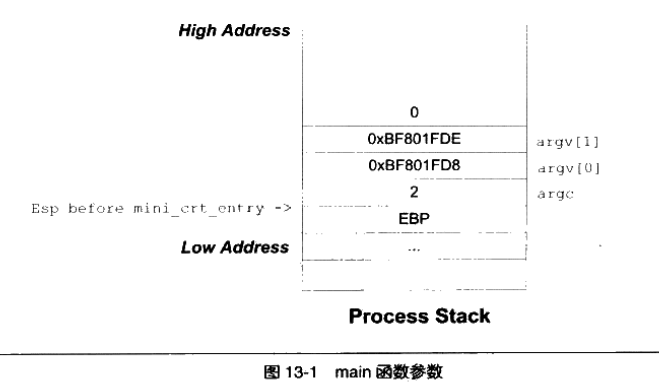 High Address
0
0xBF801FDE argv[1]
0xBF801FD8 argv[0]
2 argc
Esp before mini_crt_entry ->
EBP
Low Address ...
Process Stack
图 13-1 main 函数参数